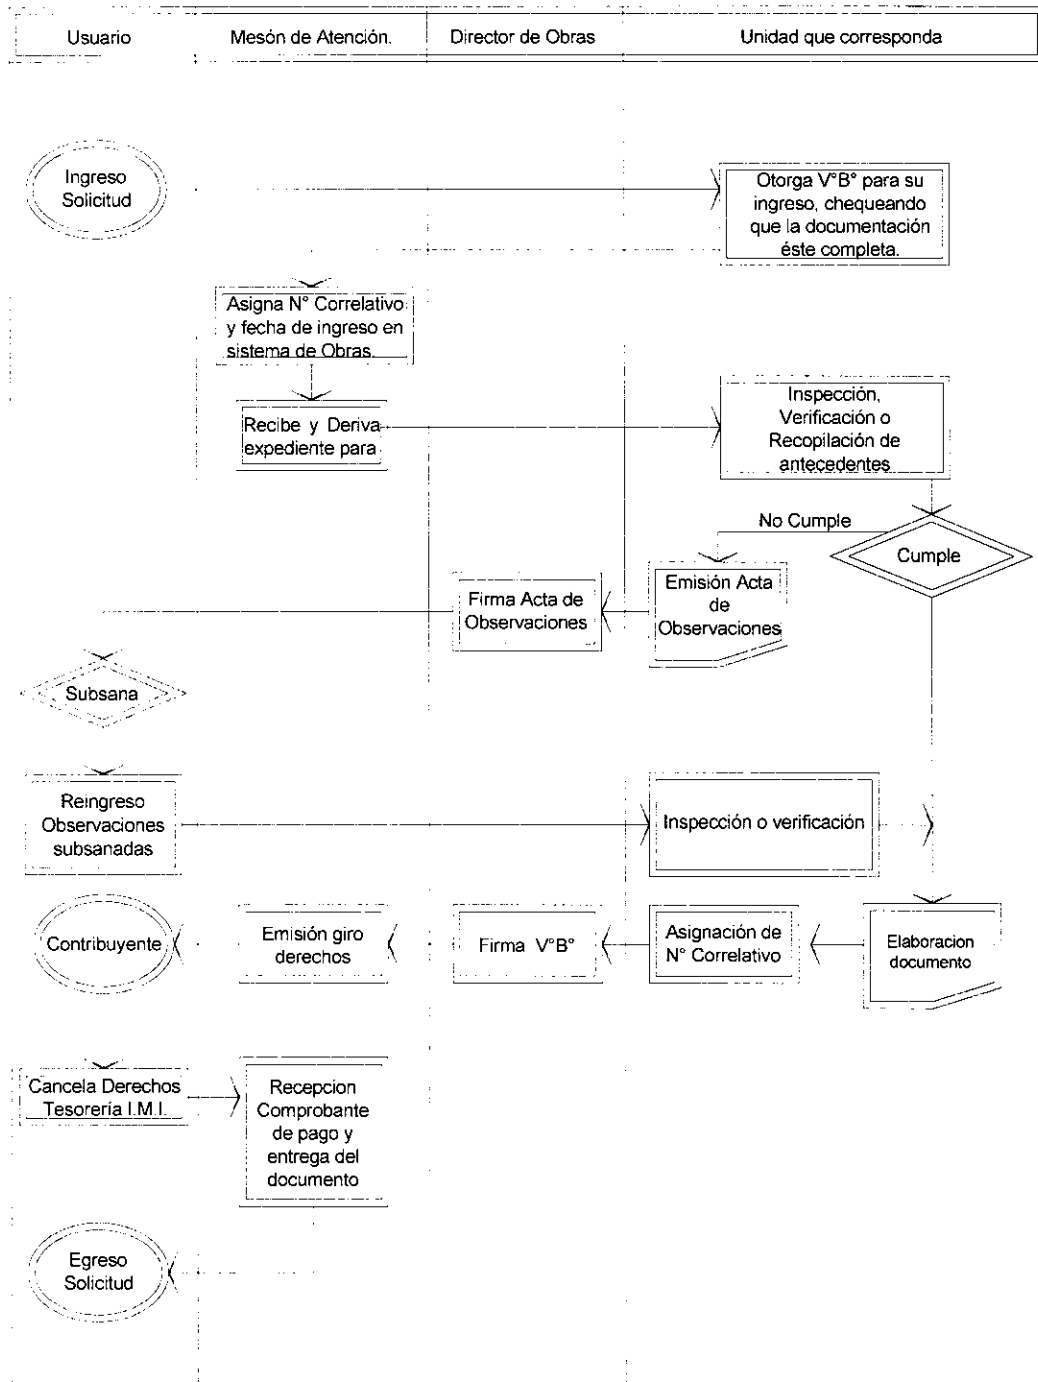 Usuario
Mesón de Atención.
Director de Obras
Unidad que corresponda
Ingreso
Solicitud
Otorga V°B° para su
ingreso, chequeando
que la documentación
éste completa.
Asigna N° Correlativo
y fecha de ingreso en
sistema de Obras.
Recibe y Deriva
expediente para
Inspección,
Verificación o
Recopilación de
antecedentes
No Cumple
Cumple
Emisión Acta
de
Observaciones
Firma Acta de
Observaciones
Subsana
Reingreso
Observaciones
subsanadas
Inspección o verificación
Contribuyente
Emisión giro
derechos
Firma V°B°
Asignación de
N° Correlativo
Elaboracion
documento
Cancela Derechos
Tesorería I.M.I.
Recepcion
Comprobante
de pago y
entrega del
documento
Egreso
Solicitud